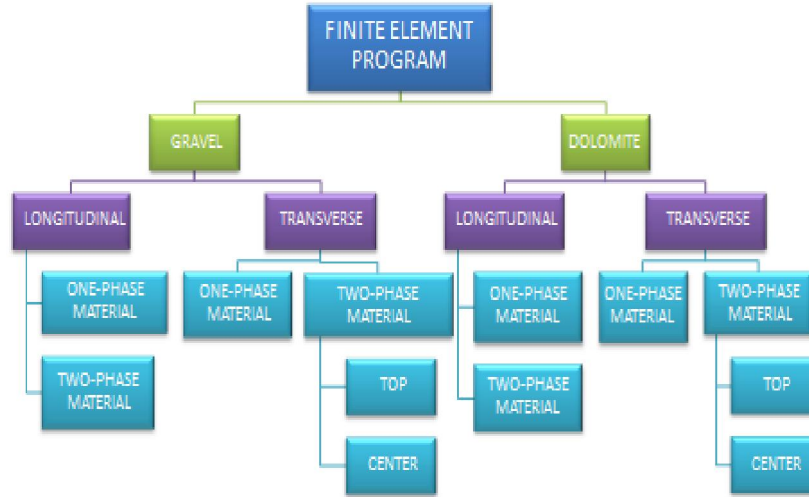 FINITE ELEMENT
PROGRAM
GRAVEL
DOLOMITE
LONGITUDINAL
TRANSVERSE
LONGITUDINAL
TRANSVERSE
ONE-PHASE
MATERIAL
ONE-PHASE
MATERIAL
TWO-PHASE
MATERIAL
ONE-PHASE
MATERIAL
ONE-PHASE
MATERIAL
TWO-PHASE
MATERIAL
TWO-PHASE
MATERIAL
TOP
TWO-PHASE
MATERIAL
TOP
CENTER
CENTER